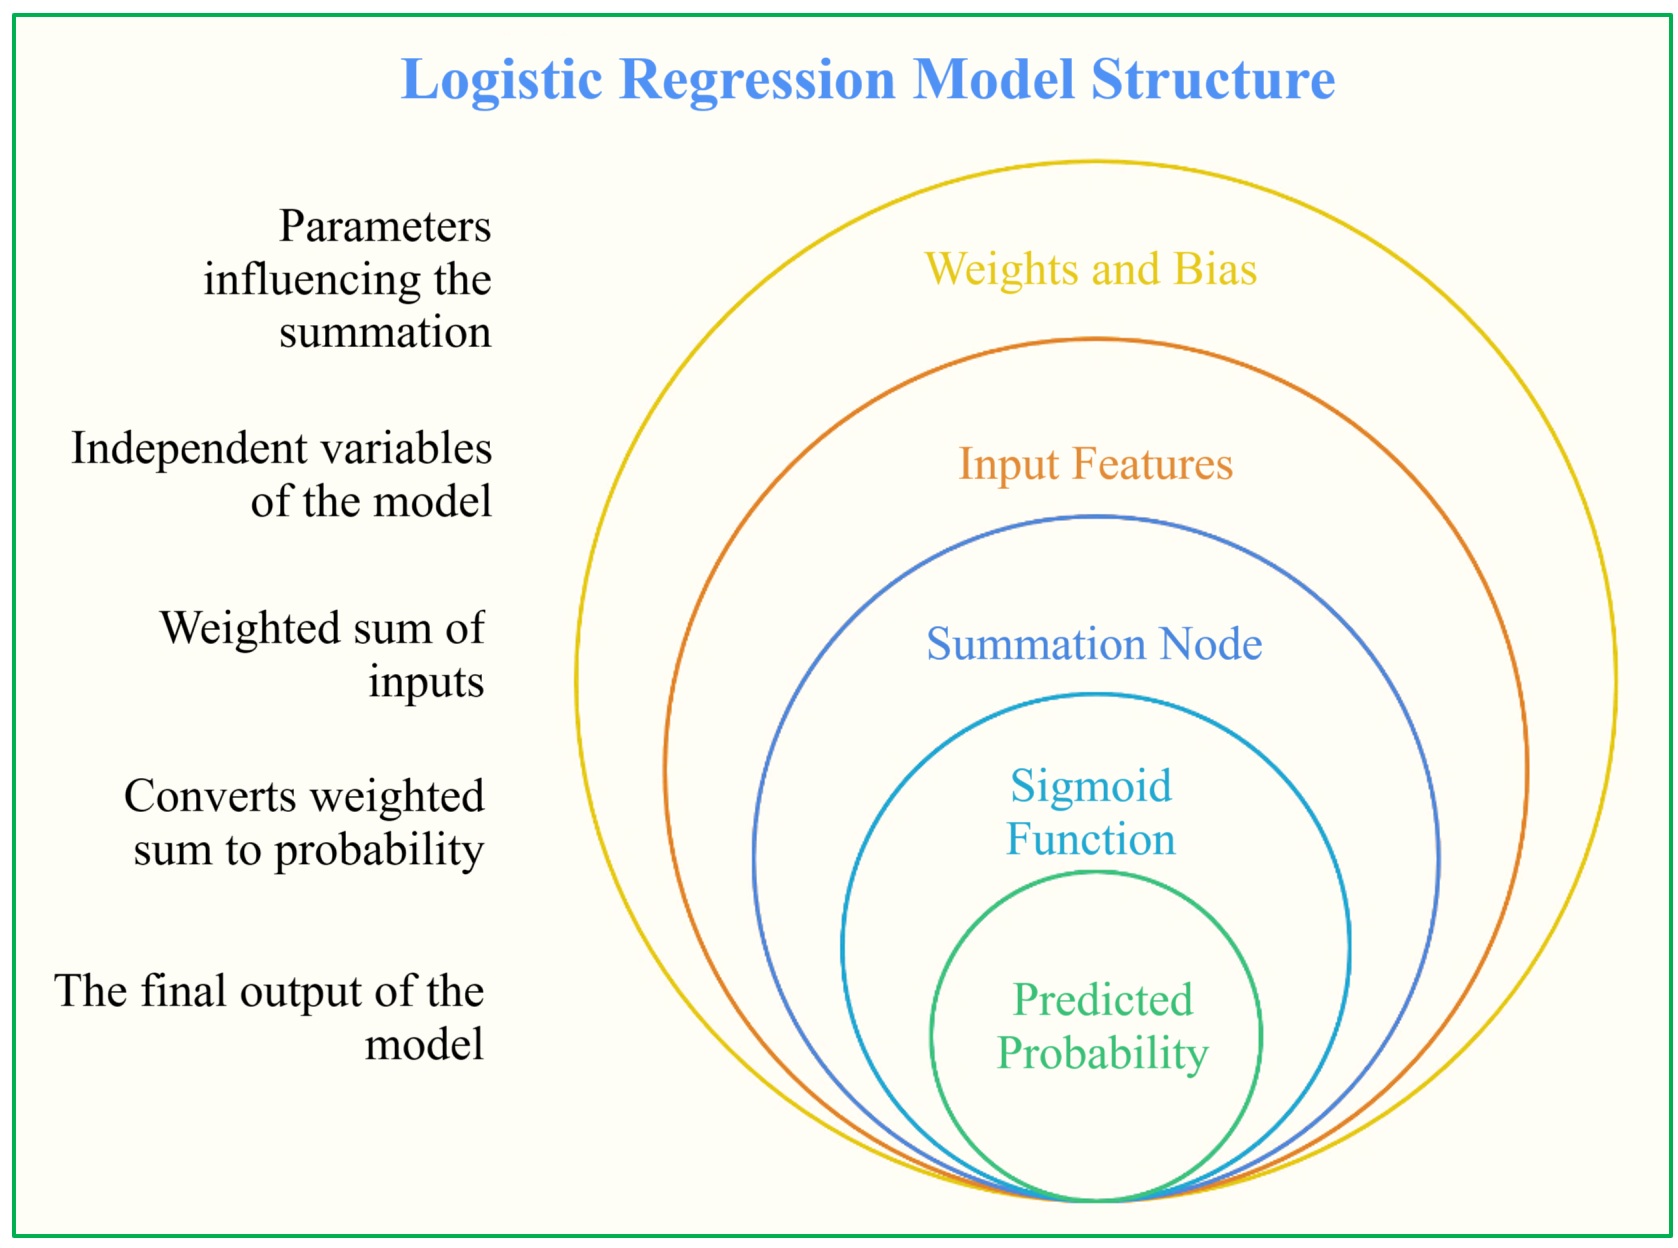 Logistic Regression Model Structure
Parameters
influencing the
summation
Weights and Bias
Independent variables
of the model
Input Features
Weighted sum of
inputs
Summation Node
Converts weighted
sum to probability
Sigmoid
Function
The final output of the
model
Predicted
Probability